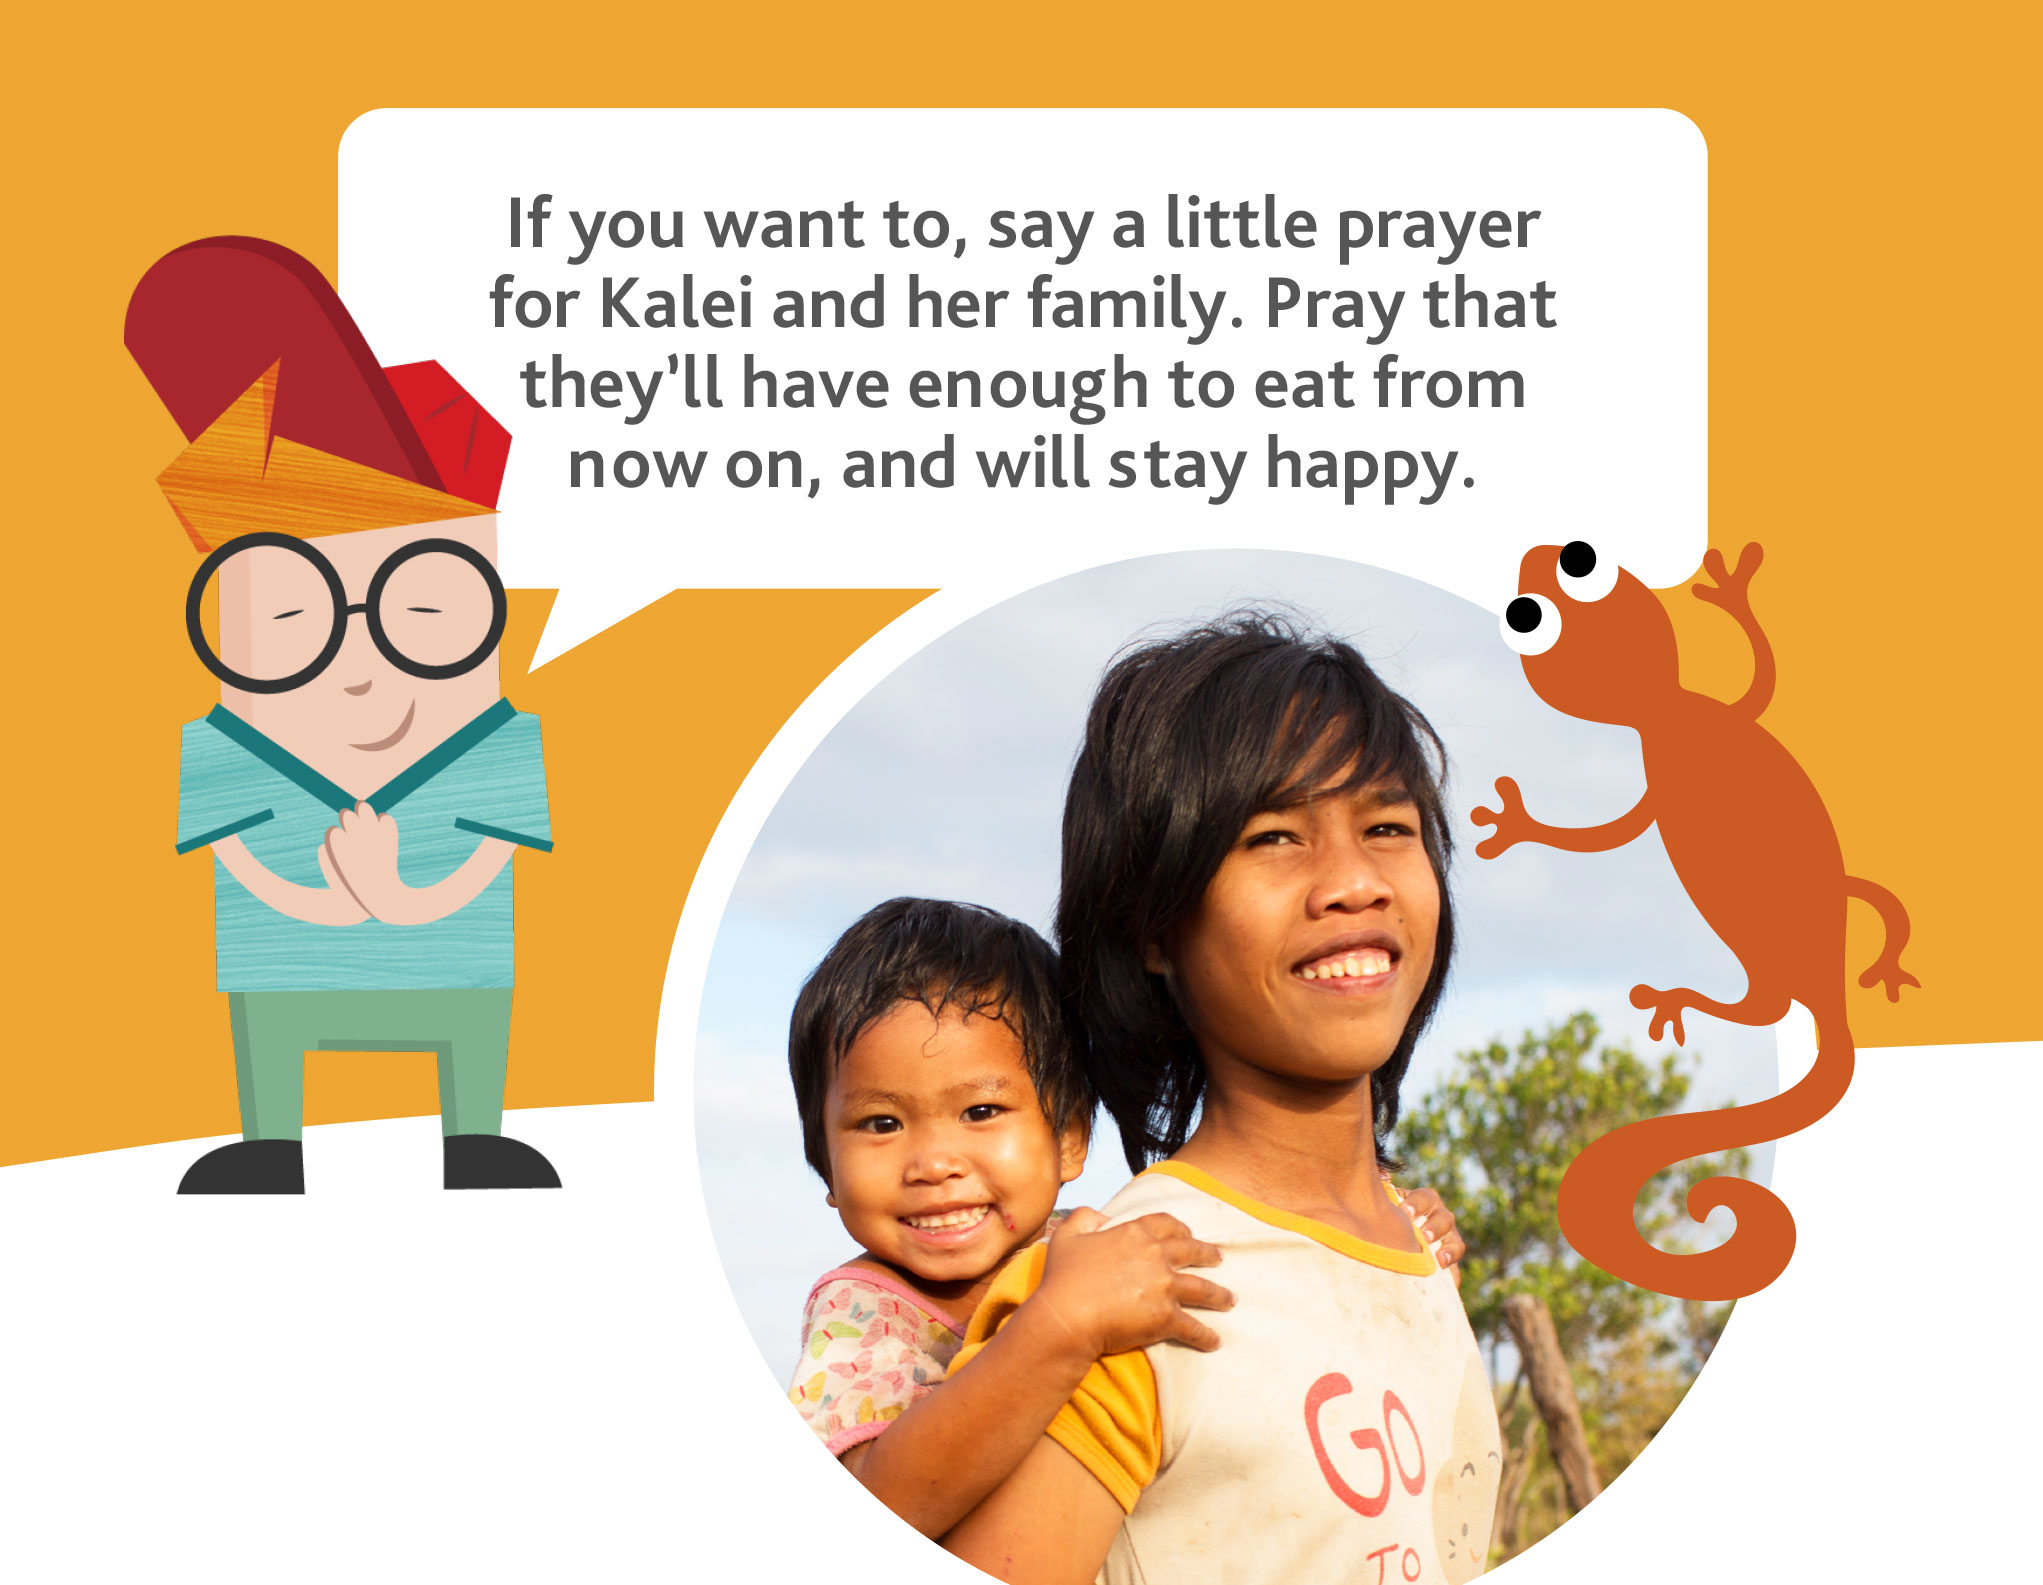 If you want to, say a little prayer
for Kalei and her family. Pray that
they’ll have enough to eat from
now on, and will stay happy.
GO
TO